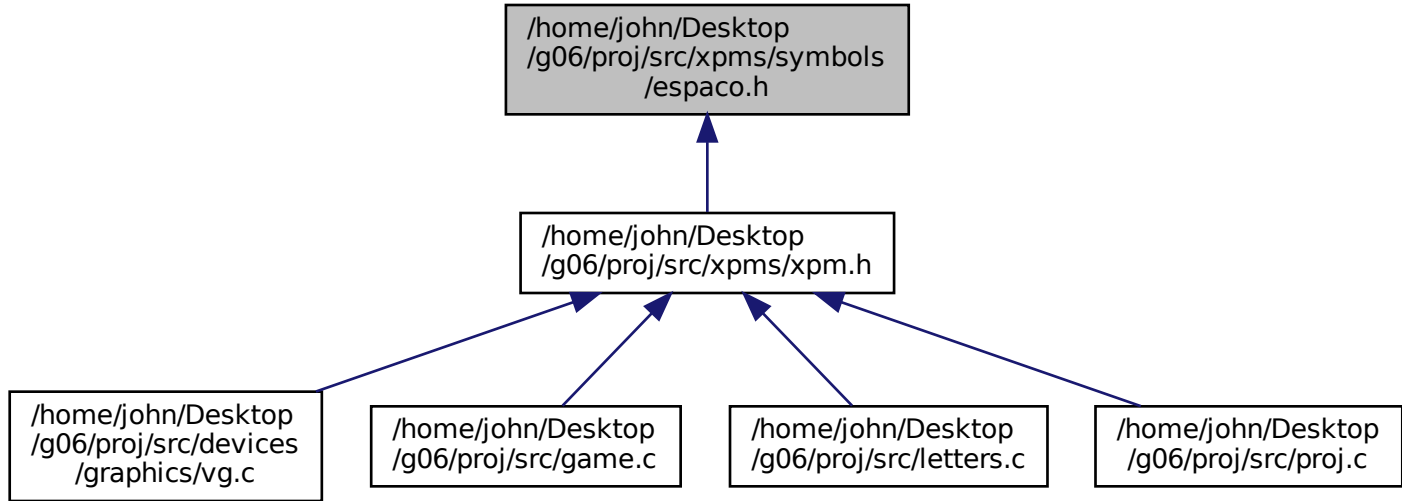 /home/john/Desktop
/g06/proj/src/xpms/symbols
/espaco.h
/home/john/Desktop
/g06/proj/src/xpms/xpm.h
/home/john/Desktop
/g06/proj/src/devices
/graphics/vg.c
/home/john/Desktop
/g06/proj/src/game.c
/home/john/Desktop
/g06/proj/src/letters.c
/home/john/Desktop
/g06/proj/src/proj.c